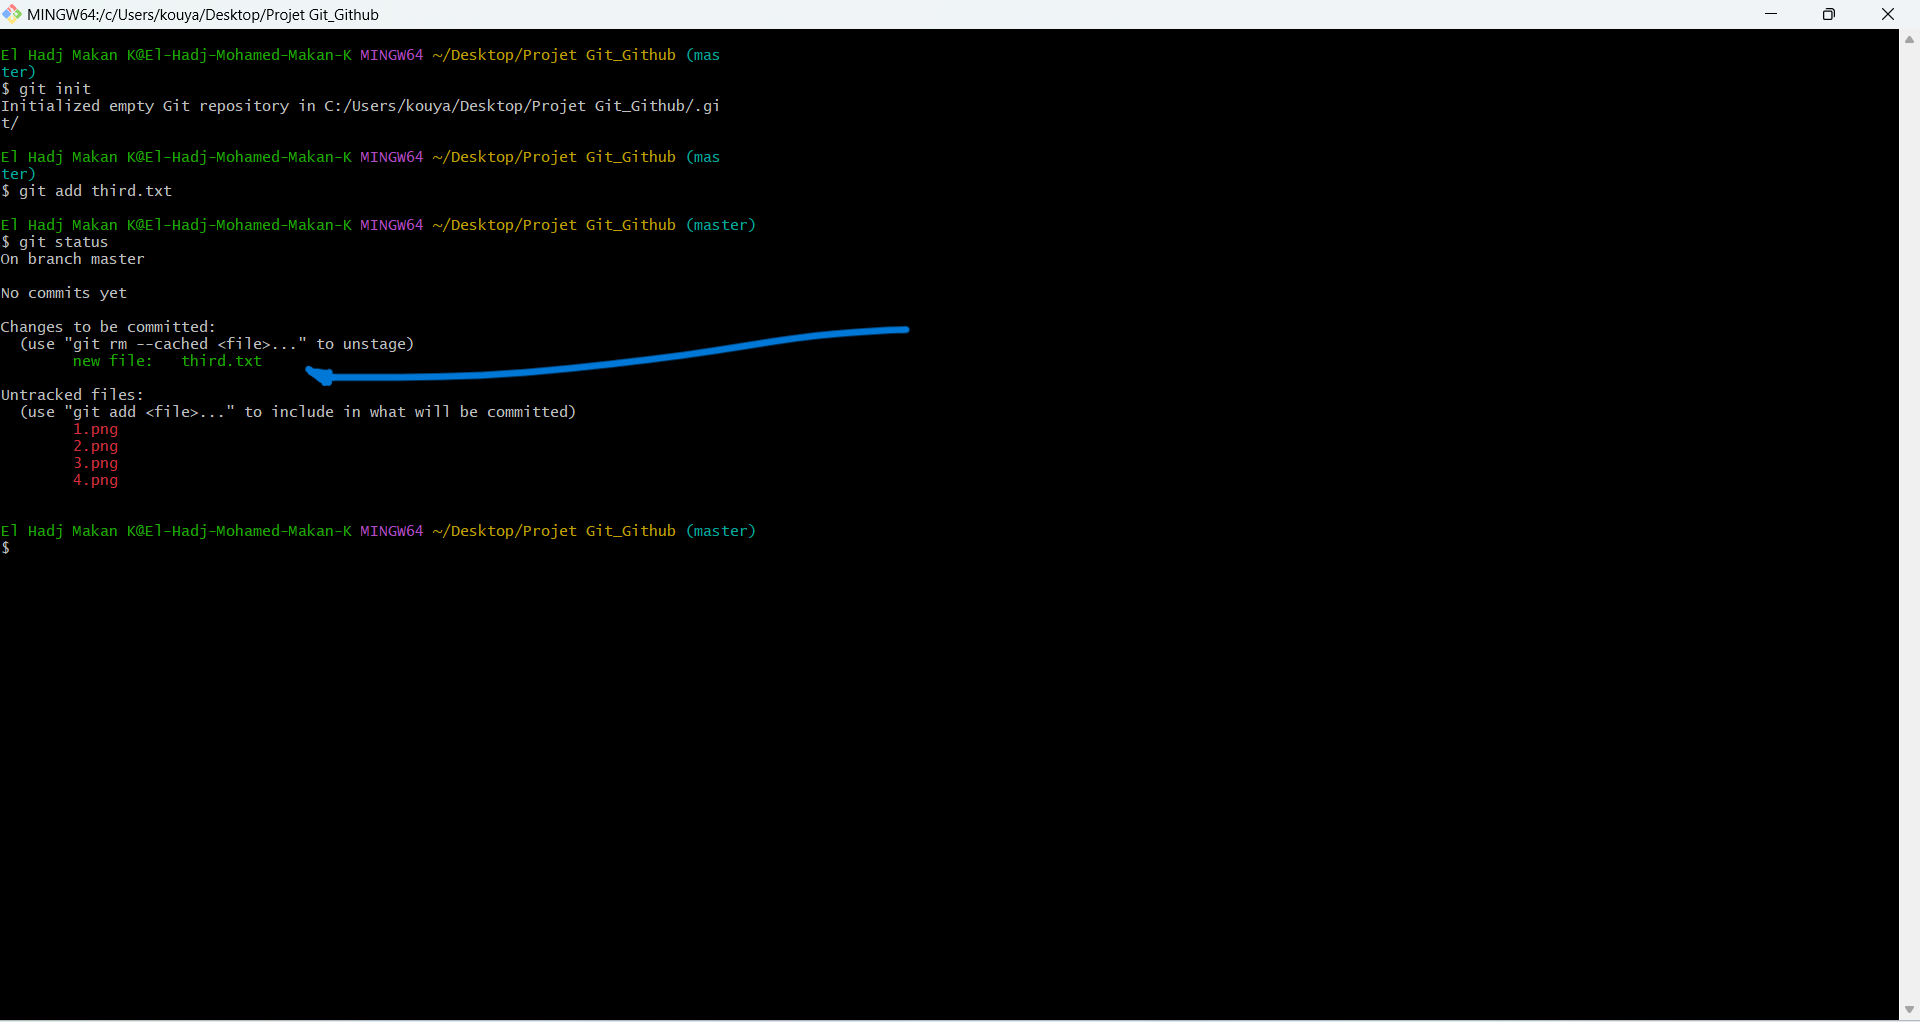 MINGW64:/c/Users/kouya/Desktop/Projet Git_Github
El Hadj Makan K@El-Hadj-Mohamed-Makan-K MINGW64 ~/Desktop/Projet Git_Github (mas
ter)
$ git init
Initialized empty Git repository in C:/Users/kouya/Desktop/Projet Git_Github/.gi
t/
El Hadj Makan K@El-Hadj-Mohamed-Makan-K MINGW64 ~/Desktop/Projet Git_Github (mas
ter)
$ git add third.txt
El Hadj Makan K@El-Hadj-Mohamed-Makan-K MINGW64 ~/Desktop/Projet Git_Github (master)
$ git status
On branch master
No commits yet
Changes to be committed:
  (use "git rm --cached <file>..." to unstage)
        new file:   third.txt
Untracked files:
  (use "git add <file>..." to include in what will be committed)
        1.png
        2.png
        3.png
        4.png
El Hadj Makan K@El-Hadj-Mohamed-Makan-K MINGW64 ~/Desktop/Projet Git_Github (master)
$